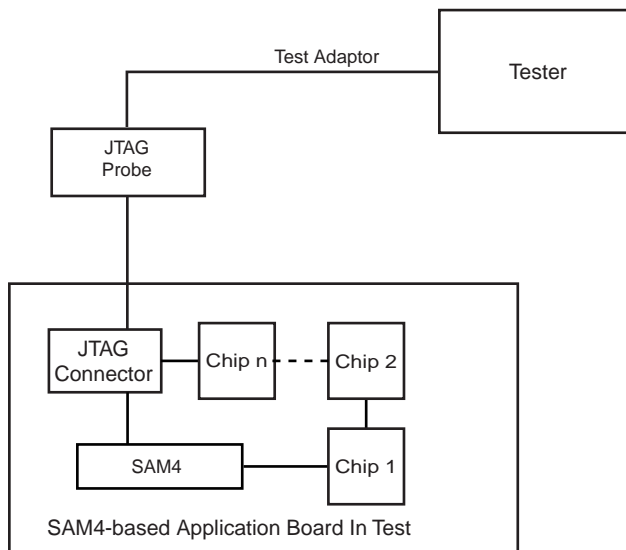 Test Adaptor
Tester
JTAG
Probe
JTAG
Connector
Chip n
Chip 2
SAM4
Chip 1
SAM4-based Application Board In Test